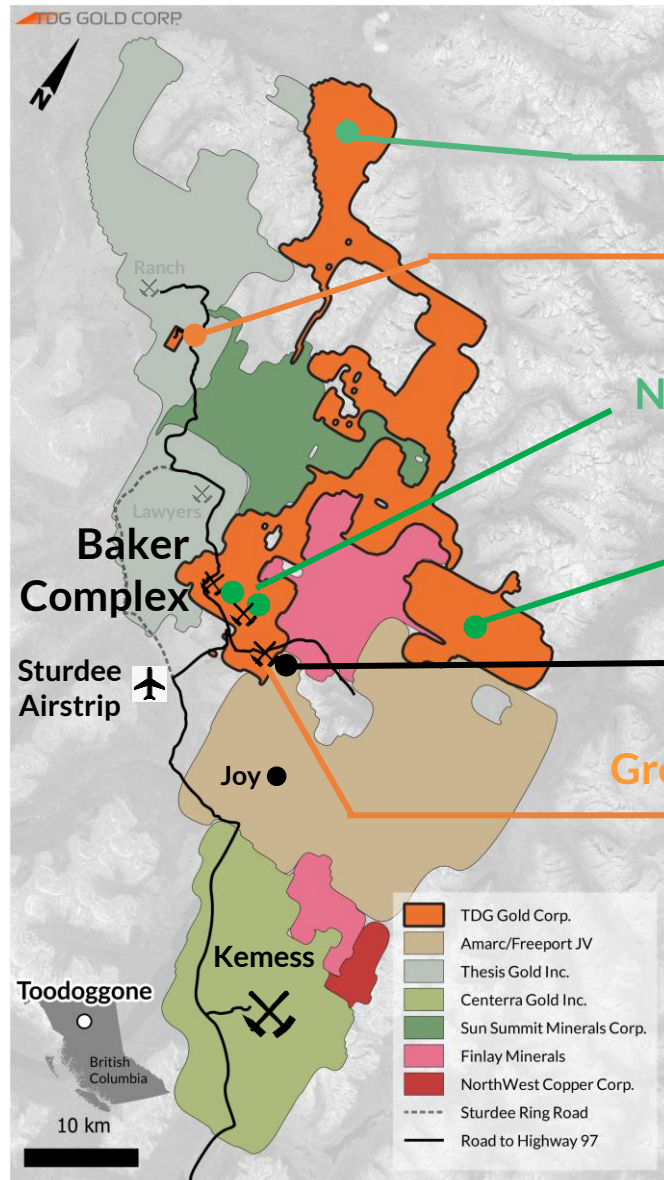 TDG GOLD CORP.
N
Ranch
N
Lawyers
Baker
Complex
Sturdee
Airstrip
Joy
Gre
Kemess
Toodoggone
British
Columbia
10 km
TDG Gold Corp.
Amarc/Freeport JV
Thesis Gold Inc.
Centerra Gold Inc.
Sun Summit Minerals Corp.
Finlay Minerals
NorthWest Copper Corp.
Sturdee Ring Road
Road to Highway 97